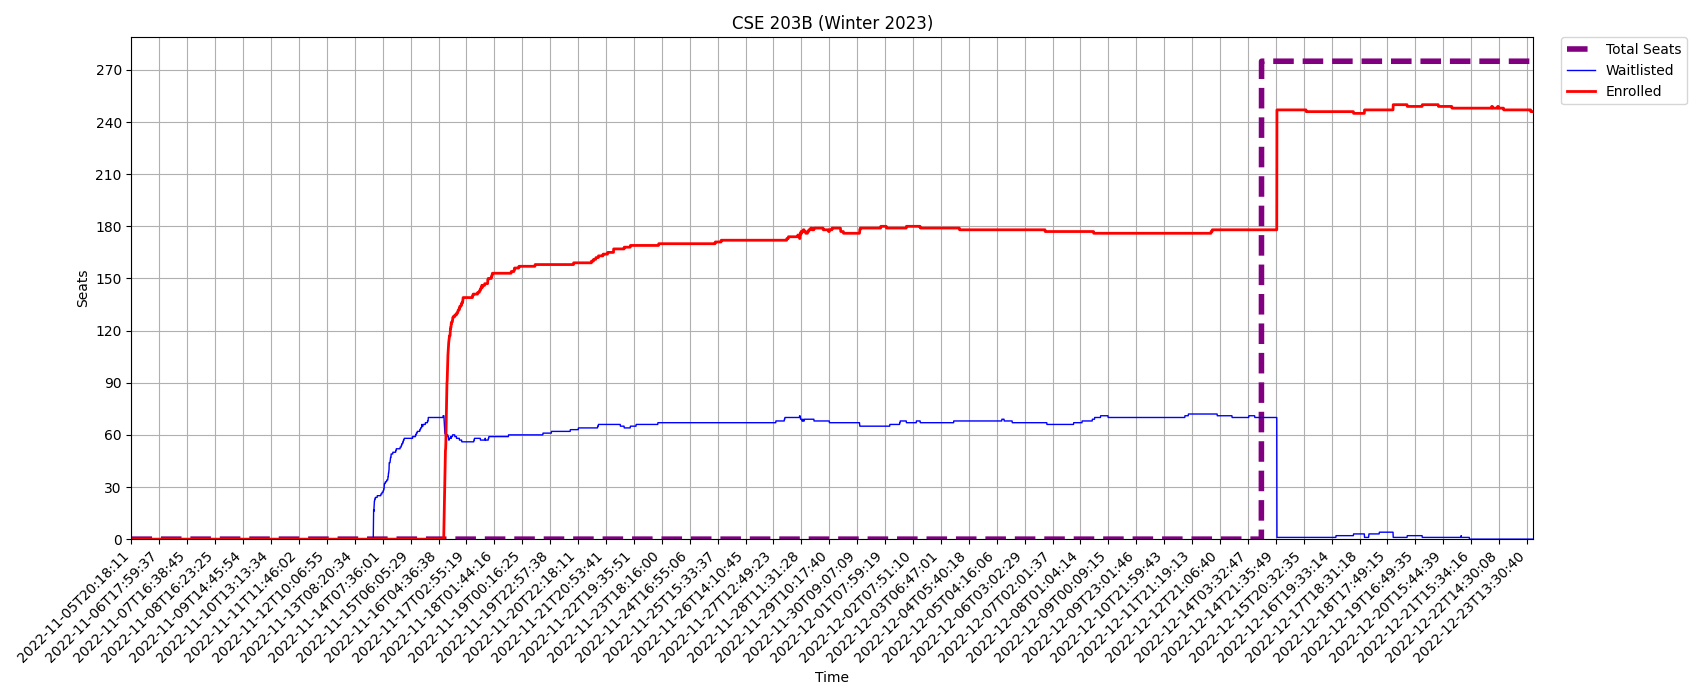 CSE 203B (Winter 2023)
Total Seats
Waitlisted
Enrolled
270
240
210
180
150
120
90
60
30
0
Seats
2022-11-05T20:18:11
2022-11-06T17:59:37
2022-11-07T16:38:45
2022-11-08T16:23:25
2022-11-09T14:45:54
2022-11-10T13:13:34
2022-11-11T11:46:02
2022-11-12T10:06:55
2022-11-13T08:20:34
2022-11-14T07:36:01
2022-11-15T06:05:29
2022-11-16T04:36:38
2022-11-17T02:55:19
2022-11-18T01:44:16
2022-11-19T00:16:25
2022-11-19T22:57:38
2022-11-20T22:18:11
2022-11-21T20:53:41
2022-11-22T19:35:51
2022-11-23T18:16:00
2022-11-24T16:55:06
2022-11-25T15:33:37
2022-11-26T14:10:45
2022-11-27T12:49:23
2022-11-28T11:31:28
2022-11-29T10:17:40
2022-11-30T09:07:09
2022-12-01T07:59:19
2022-12-02T07:51:10
2022-12-03T06:47:01
2022-12-04T05:40:18
2022-12-05T04:16:06
2022-12-06T03:02:29
2022-12-07T02:01:37
2022-12-08T01:04:14
2022-12-09T00:09:15
2022-12-09T23:01:46
2022-12-10T21:59:43
2022-12-11T21:19:13
2022-12-12T21:06:40
2022-12-14T03:32:47
2022-12-14T21:35:49
2022-12-15T20:32:35
2022-12-16T19:33:14
2022-12-17T18:31:18
2022-12-18T17:49:15
2022-12-19T16:49:35
2022-12-20T15:44:39
2022-12-21T15:34:16
2022-12-22T14:30:08
2022-12-23T13:30:40
Time